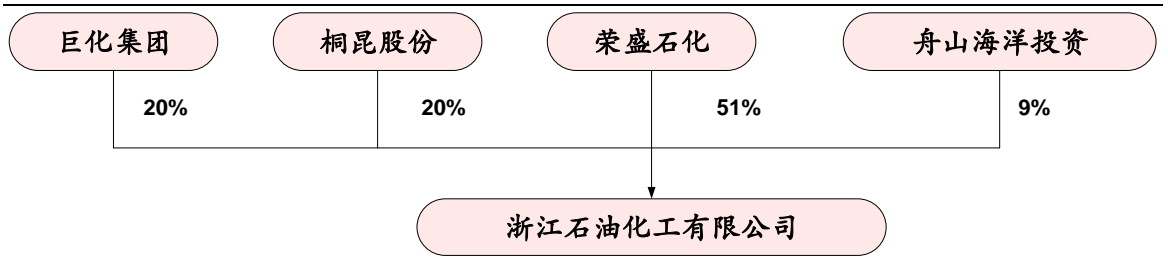 巨化集团
桐昆股份
荣盛石化
舟山海洋投资
20%
20%
51%
9%
浙江石油化工有限公司